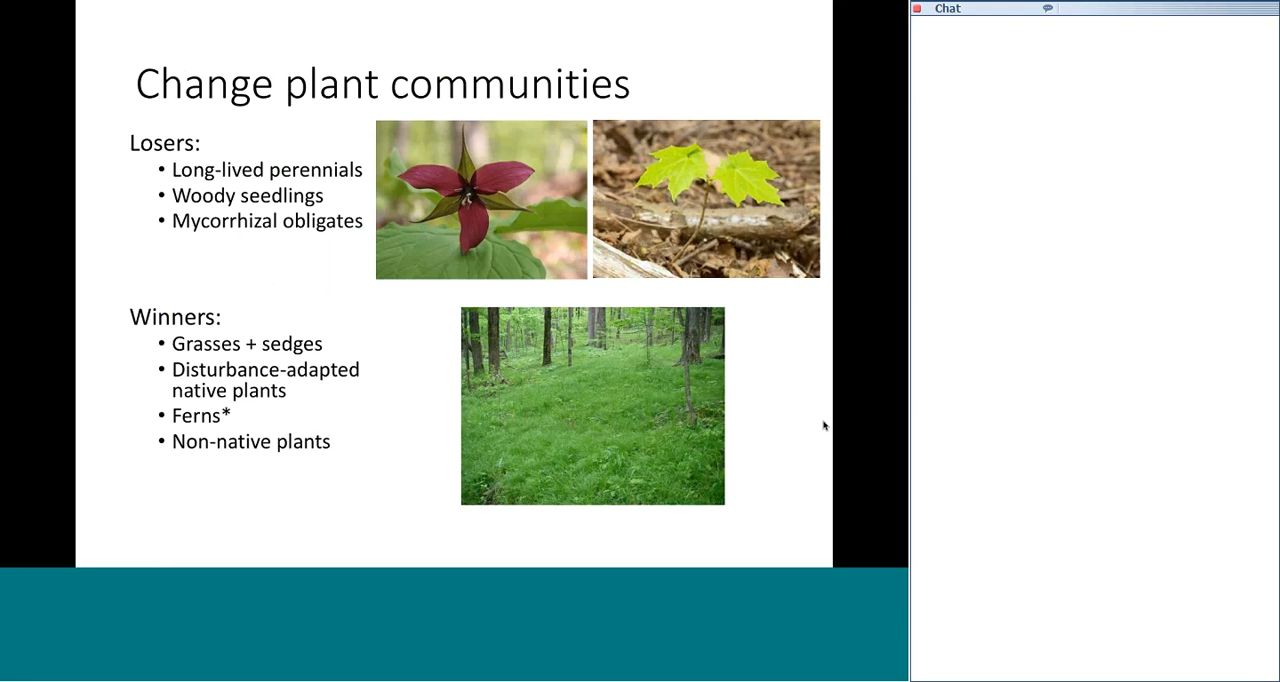 Chat
Change plant communities
Losers:
• Long-lived perennials
• Woody seedlings
• Mycorrhizal obligates
Winners:
• Grasses + sedges
• Disturbance-adapted
native plants
• Ferns*
• Non-native plants